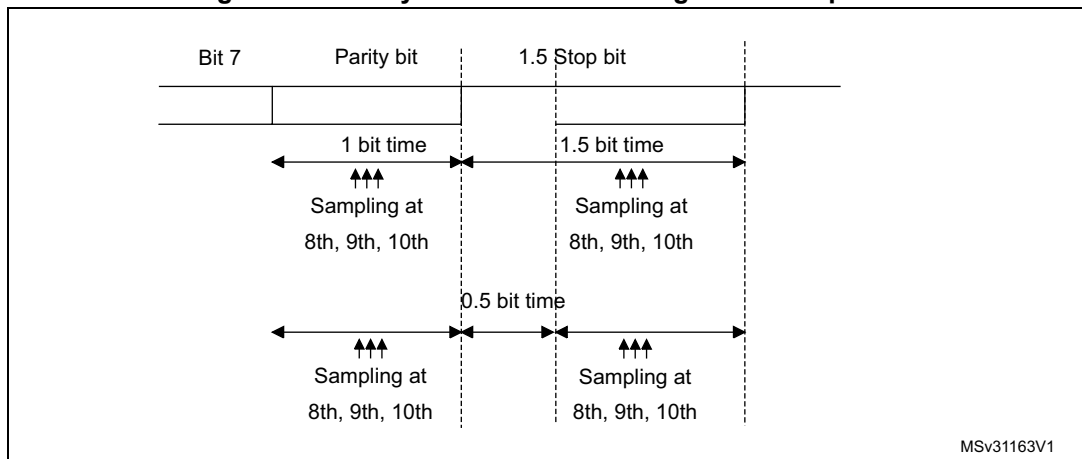 Bit 7 Parity bit 1.5 Stop bit
1 bit time 1.5 bit time
Sampling at Sampling at
8th, 9th, 10th 8th, 9th, 10th
0.5 bit time
Sampling at Sampling at
8th, 9th, 10th 8th, 9th, 10th
MSv31163V1